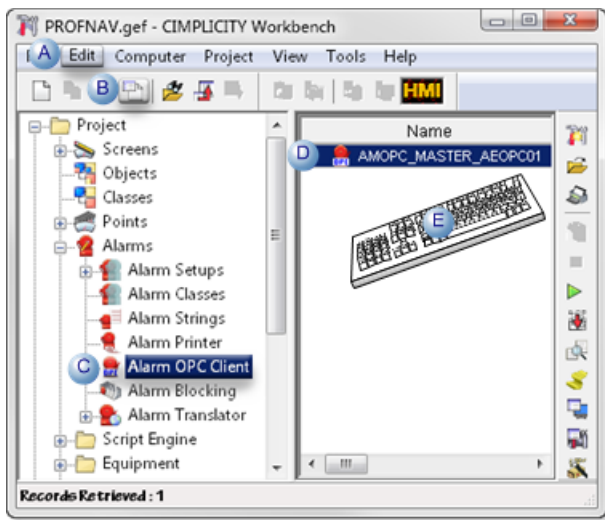 PROFNAV.gef - CIMPLICITY Workbench
A Edit Computer Project View Tools Help
B HMI
Project
Screens
Objects
Classes
Points
Alarms
Alarm Setups
Alarm Classes
Alarm Strings
Alarm Printer
C Alarm OPC Client
Alarm Blocking
Alarm Translator
Script Engine
Equipment
Name
D AMOPC_MASTER_AEOPC01
E
Records Retrieved : 1